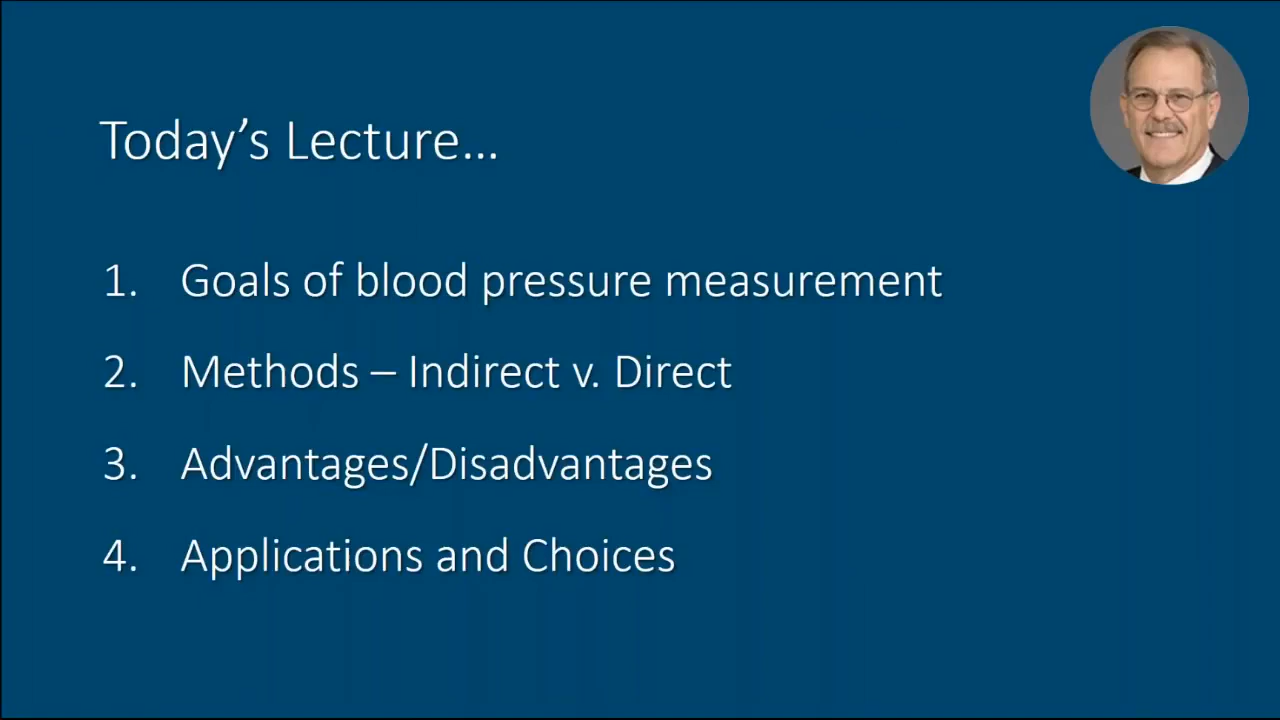 Today’s Lecture…
1. Goals of blood pressure measurement
2. Methods – Indirect v. Direct
3. Advantages/Disadvantages
4. Applications and Choices